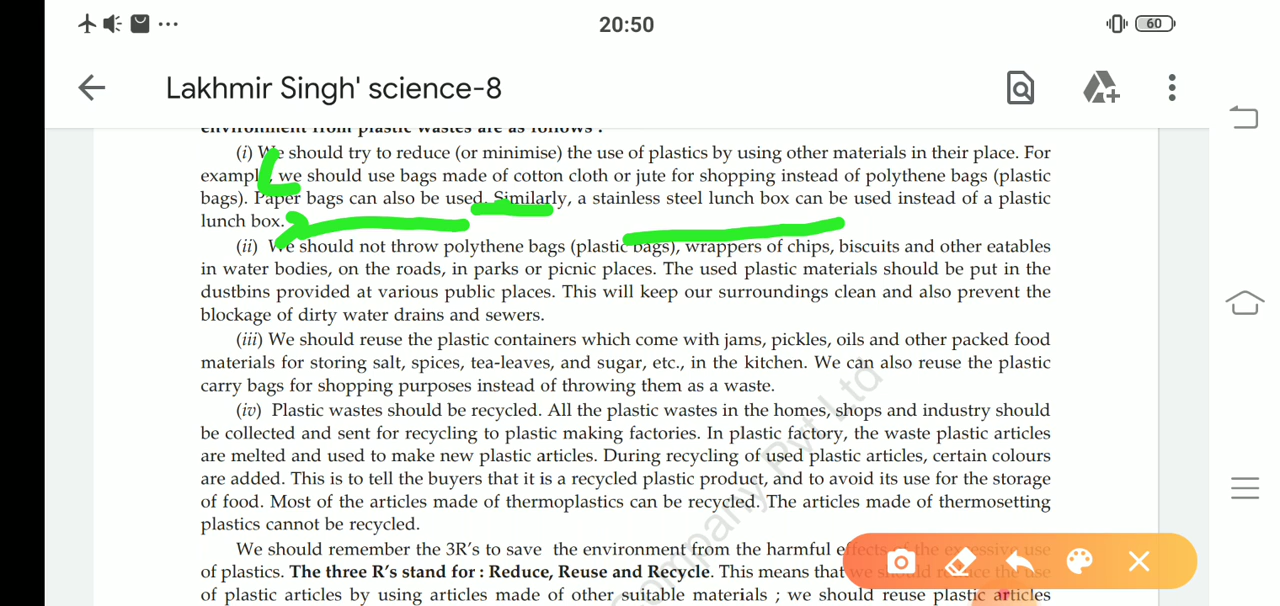 20:50
60
Lakhmir Singh' science-8
environment from plastic wastes are as follows :
(i) We should try to reduce (or minimise) the use of plastics by using other materials in their place. For
example, we should use bags made of cotton cloth or jute for shopping instead of polythene bags (plastic
bags). Paper bags can also be used. Similarly, a stainless steel lunch box can be used instead of a plastic
lunch box.
(ii) We should not throw polythene bags (plastic bags), wrappers of chips, biscuits and other eatables
in water bodies, on the roads, in parks or picnic places. The used plastic materials should be put in the
dustbins provided at various public places. This will keep our surroundings clean and also prevent the
blockage of dirty water drains and sewers.
(iii) We should reuse the plastic containers which come with jams, pickles, oils and other packed food
materials for storing salt, spices, tea-leaves, and sugar, etc., in the kitchen. We can also reuse the plastic
carry bags for shopping purposes instead of throwing them as a waste.
(iv) Plastic wastes should be recycled. All the plastic wastes in the homes, shops and industry should
be collected and sent for recycling to plastic making factories. In plastic factory, the waste plastic articles
are melted and used to make new plastic articles. During recycling of used plastic articles, certain colours
are added. This is to tell the buyers that it is a recycled plastic product, and to avoid its use for the storage
of food. Most of the articles made of thermoplastics can be recycled. The articles made of thermosetting
plastics cannot be recycled.
We should remember the 3R's to save the environment from the harmful effects of the excessive use
of plastics. The three R's stand for : Reduce, Reuse and Recycle. This means that we should reduce the use
of plastic articles by using articles made of other suitable materials ; we should reuse plastic articles
Company Pvt Ltd